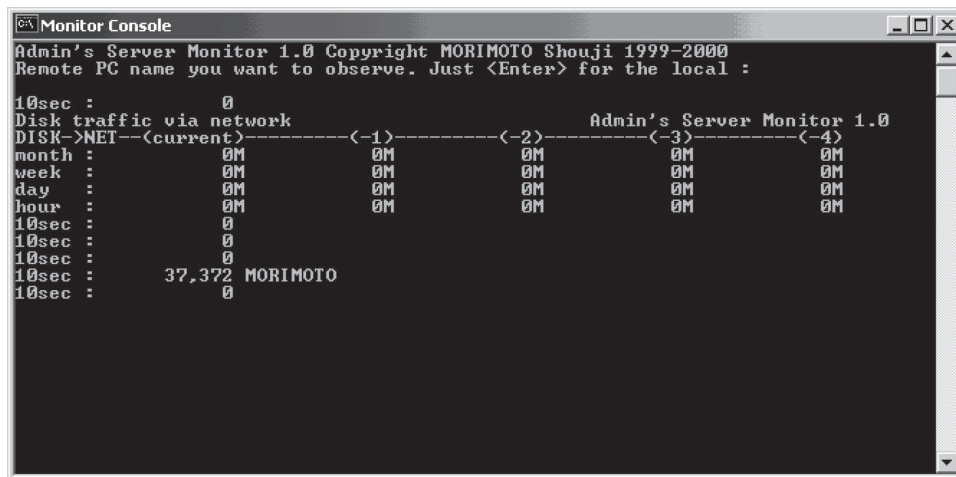 Monitor Console
Admin's Server Monitor 1.0 Copyright MORIMOTO Shouji 1999-2000
Remote PC name you want to observe. Just <Enter> for the local :
10sec : 0
Disk traffic via network Admin's Server Monitor 1.0
DISK->NET--(current)---------(-1)---------(-2)---------(-3)---------(-4)
month : 0M 0M 0M 0M 0M
week : 0M 0M 0M 0M 0M
day : 0M 0M 0M 0M 0M
hour : 0M 0M 0M 0M 0M
10sec : 0
10sec : 0
10sec : 0
10sec : 37,372 MORIMOTO
10sec : 0